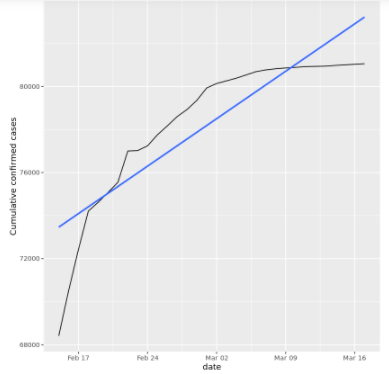 Cumulative confirmed cases
80000
76000
72000
68000
Feb 17 Feb 24 Mar 02 Mar 09 Mar 16
date